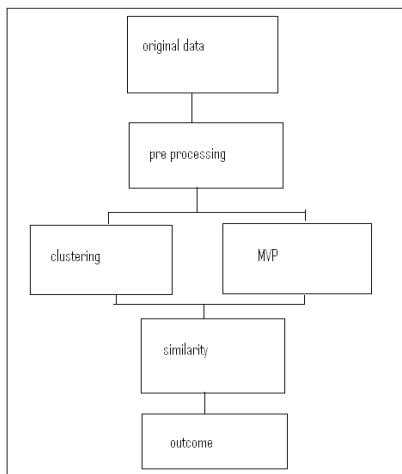 original data
pre processing
clustering
MVP
similarity
outcome